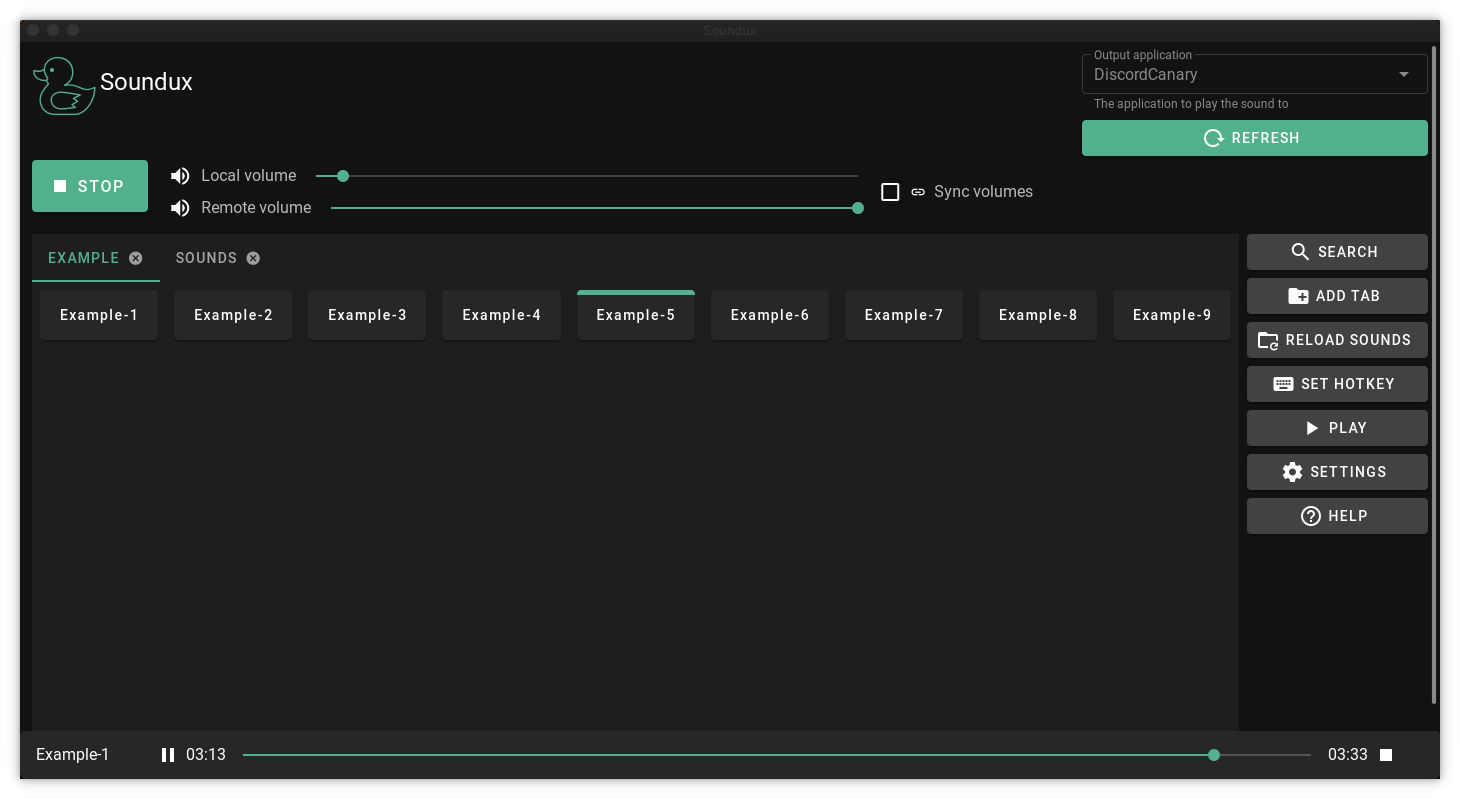 Soundux
Soundux
Output application
DiscordCanary
The application to play the sound to
REFRESH
STOP
Local volume
Remote volume
Sync volumes
EXAMPLE
SOUNDS
Example-1
Example-2
Example-3
Example-4
Example-5
Example-6
Example-7
Example-8
Example-9
SEARCH
ADD TAB
RELOAD SOUNDS
SET HOTKEY
PLAY
SETTINGS
HELP
Example-1
03:13
03:33